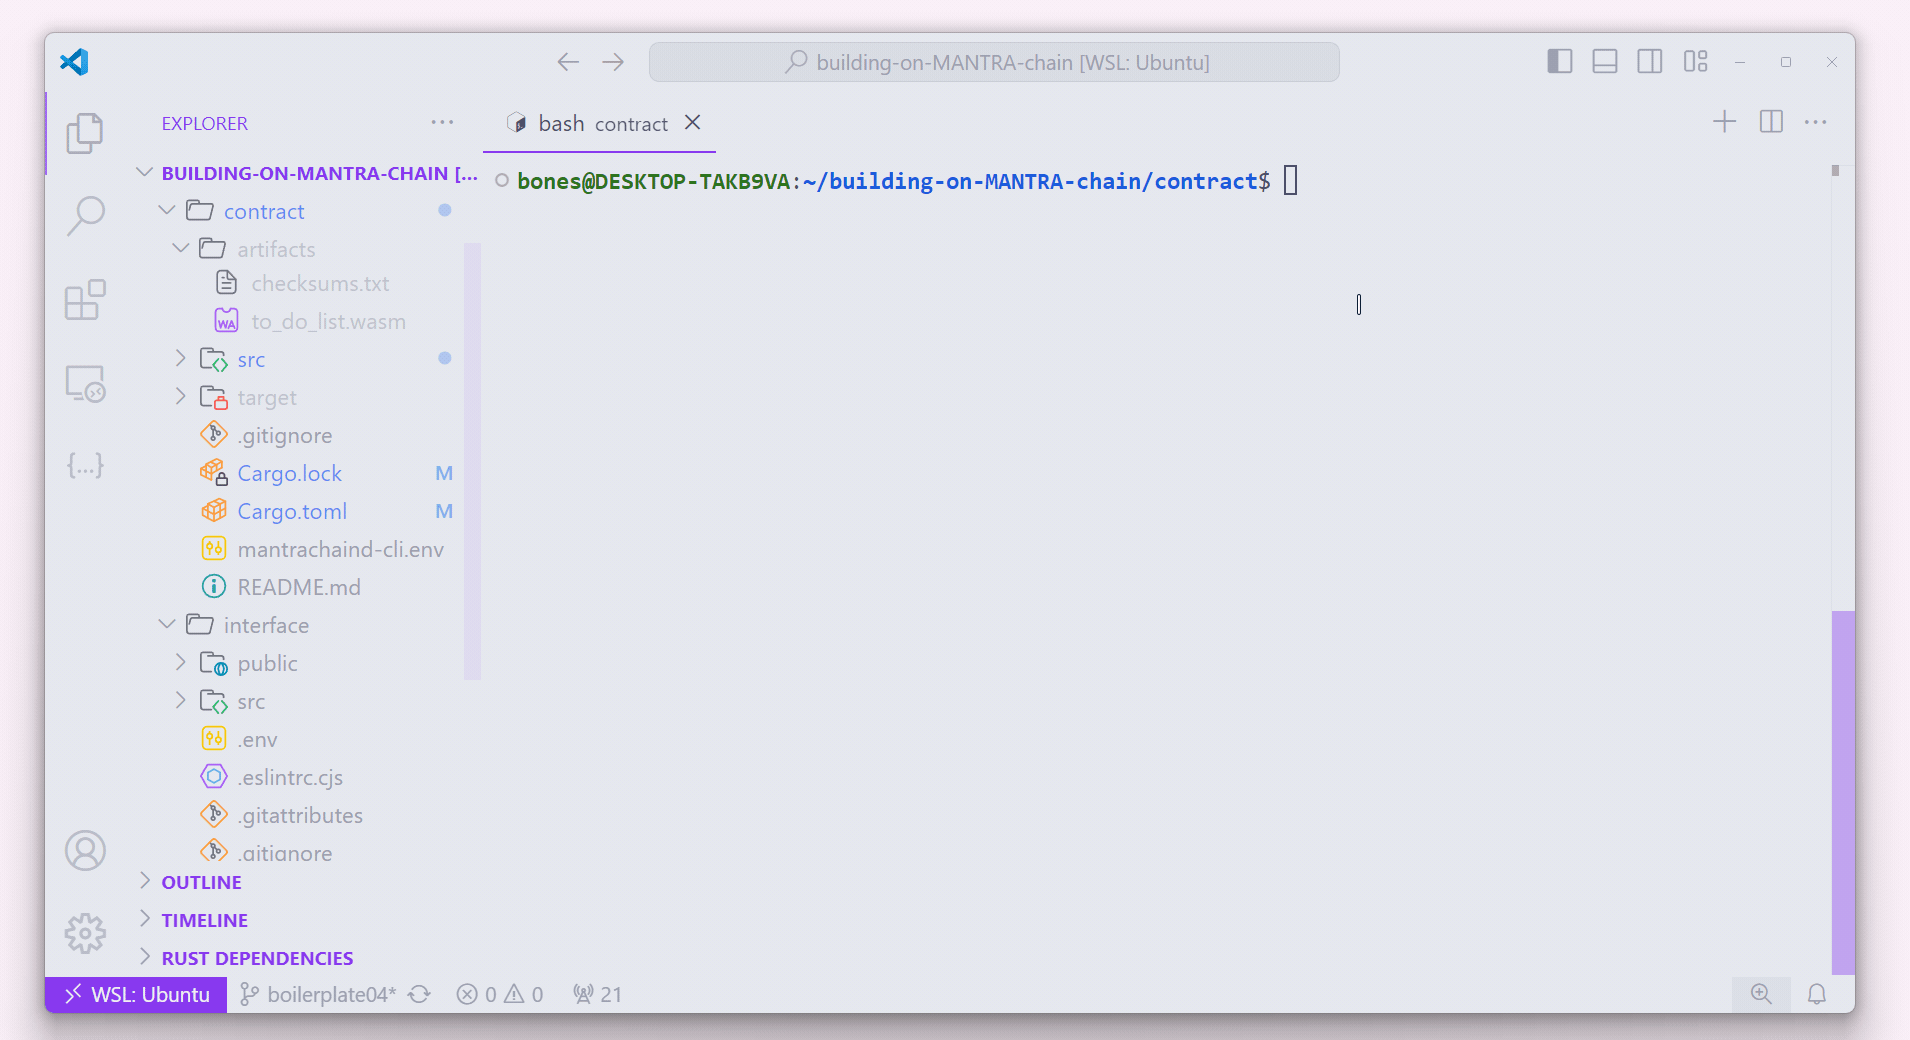 building-on-MANTRA-chain [WSL: Ubuntu]
EXPLORER
bash contract
BUILDING-ON-MANTRA-CHAIN [...
bones@DESKTOP-TAKB9VA:~/building-on-MANTRA-chain/contract$
contract
artifacts
checksums.txt
WA to_do_list.wasm
src
target
.gitignore
Cargo.lock M
Cargo.toml M
mantrachaind-cli.env
README.md
interface
public
src
.env
.eslintrc.cjs
.gitattributes
.gitignore
OUTLINE
TIMELINE
RUST DEPENDENCIES
WSL: Ubuntu boilerplate04* 0 0 21